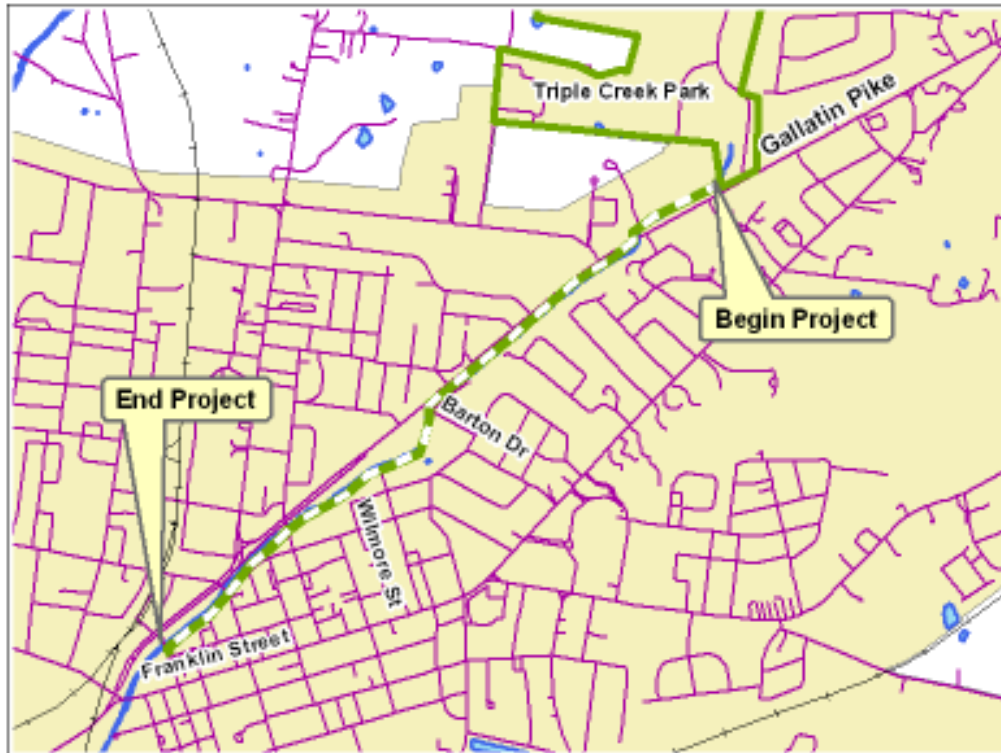 Triple Creek Park
Gallatin Pike
Begin Project
End Project
Barton Dr
Wilmore St
Franklin Street